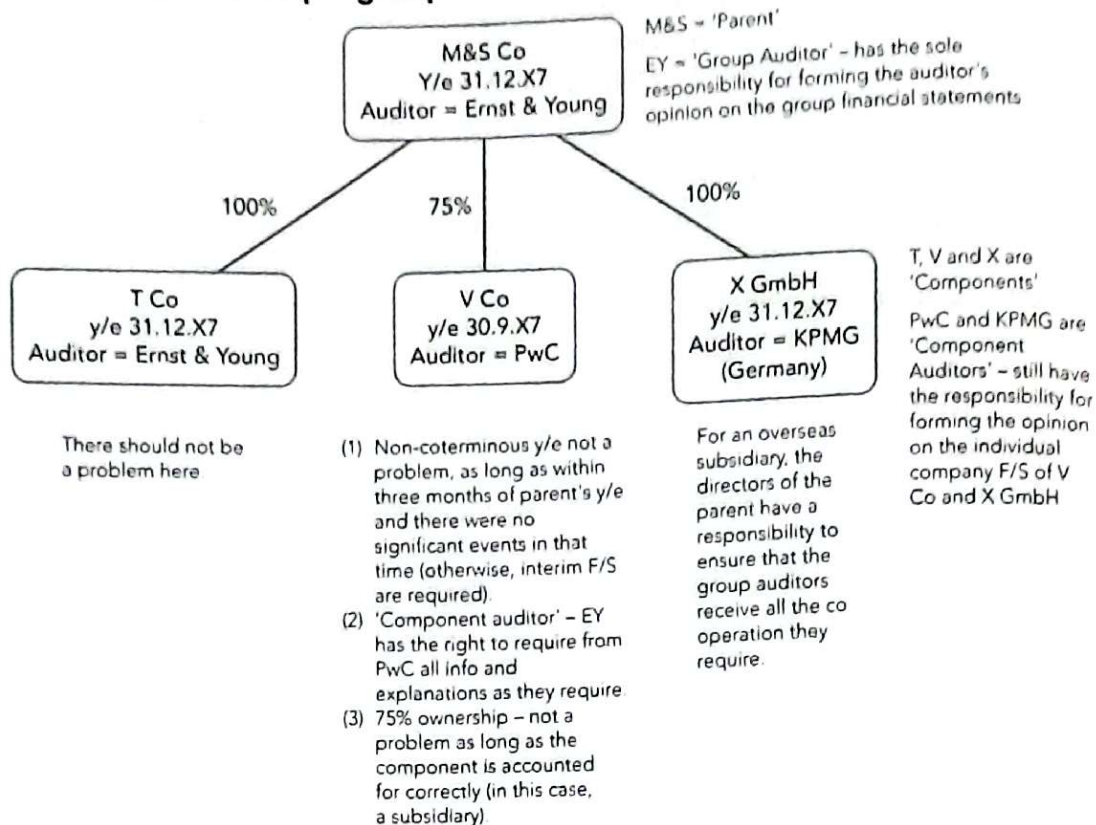 M&S Co
Y/e 31.12.X7
Auditor = Ernst & Young
M&S = 'Parent'
EY = 'Group Auditor' – has the sole
responsibility for forming the auditor's
opinion on the group financial statements
100%
75%
100%
T Co
y/e 31.12.X7
Auditor = Ernst & Young
V Co
y/e 30.9.X7
Auditor = PwC
X GmbH
y/e 31.12.X7
Auditor = KPMG
(Germany)
T, V and X are
'Components'
PwC and KPMG are
'Component
Auditors' – still have
the responsibility for
forming the opinion
on the individual
company F/S of V
Co and X GmbH
There should not be
a problem here
(1) Non-coterminous y/e not a
problem, as long as within
three months of parent's y/e
and there were no
significant events in that
time (otherwise, interim F/S
are required).
(2) 'Component auditor' – EY
has the right to require from
PwC all info and
explanations as they require.
(3) 75% ownership – not a
problem as long as the
component is accounted
for correctly (in this case,
a subsidiary)
For an overseas
subsidiary, the
directors of the
parent have a
responsibility to
ensure that the
group auditors
receive all the co
operation they
require.